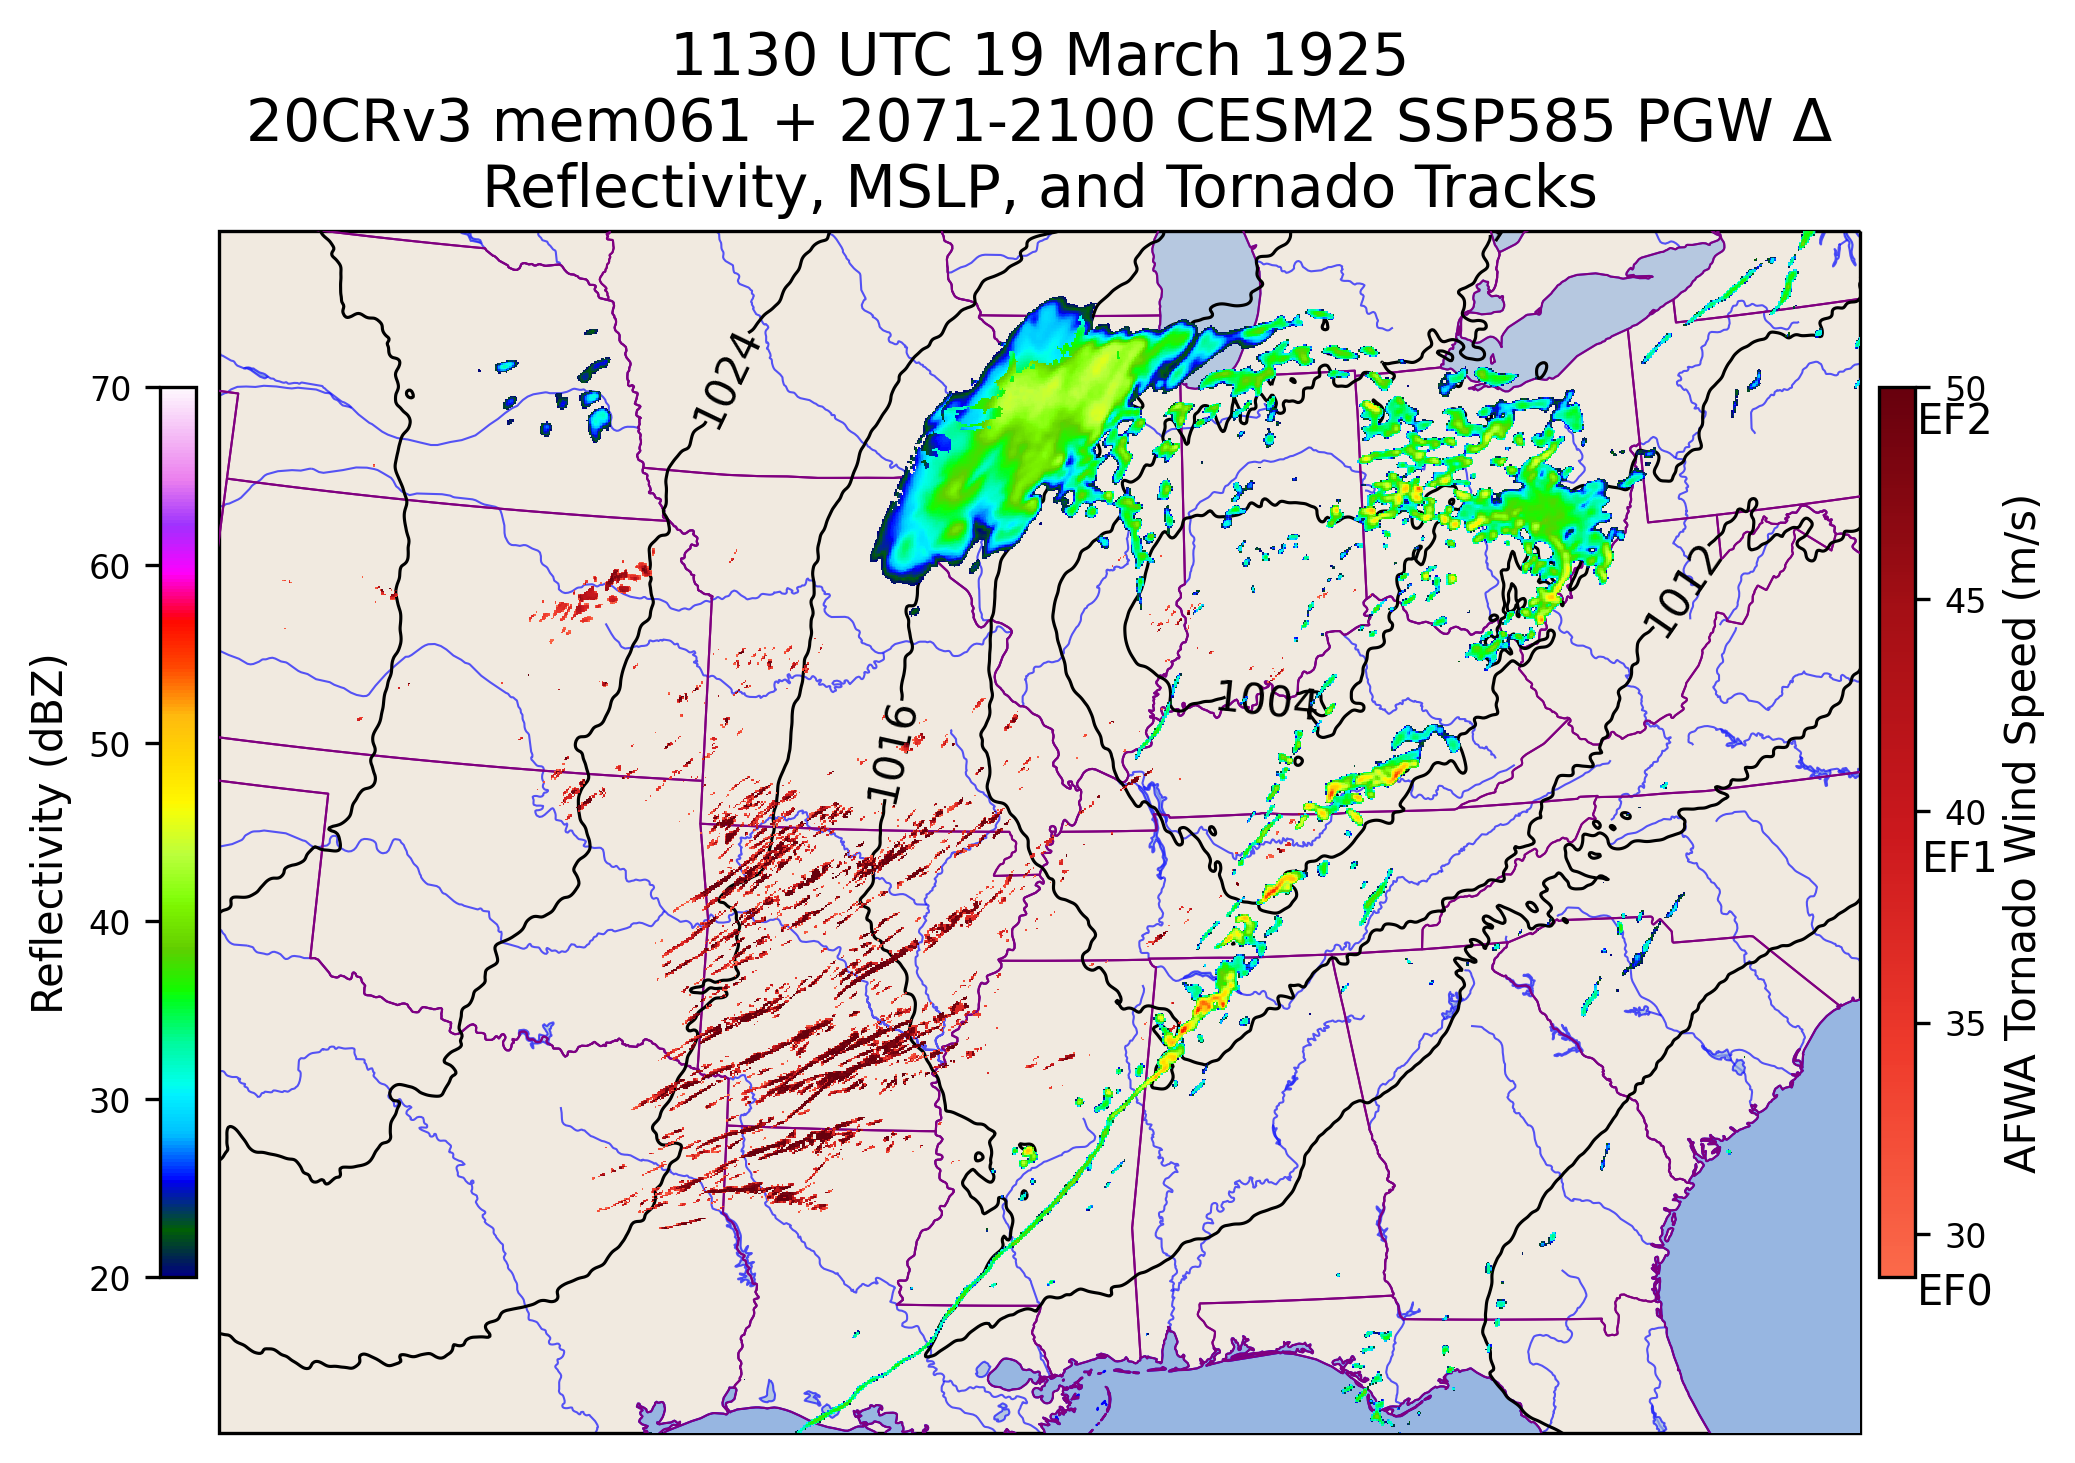 1130 UTC 19 March 1925
20CRv3 mem061 + 2071-2100 CESM2 SSP585 PGW Δ
Reflectivity, MSLP, and Tornado Tracks
70
60
50
40
30
20
Reflectivity (dBZ)
1024
1016
1004
1012
50
EF2
45
40
EF1
35
30
EF0
AFWA Tornado Wind Speed (m/s)